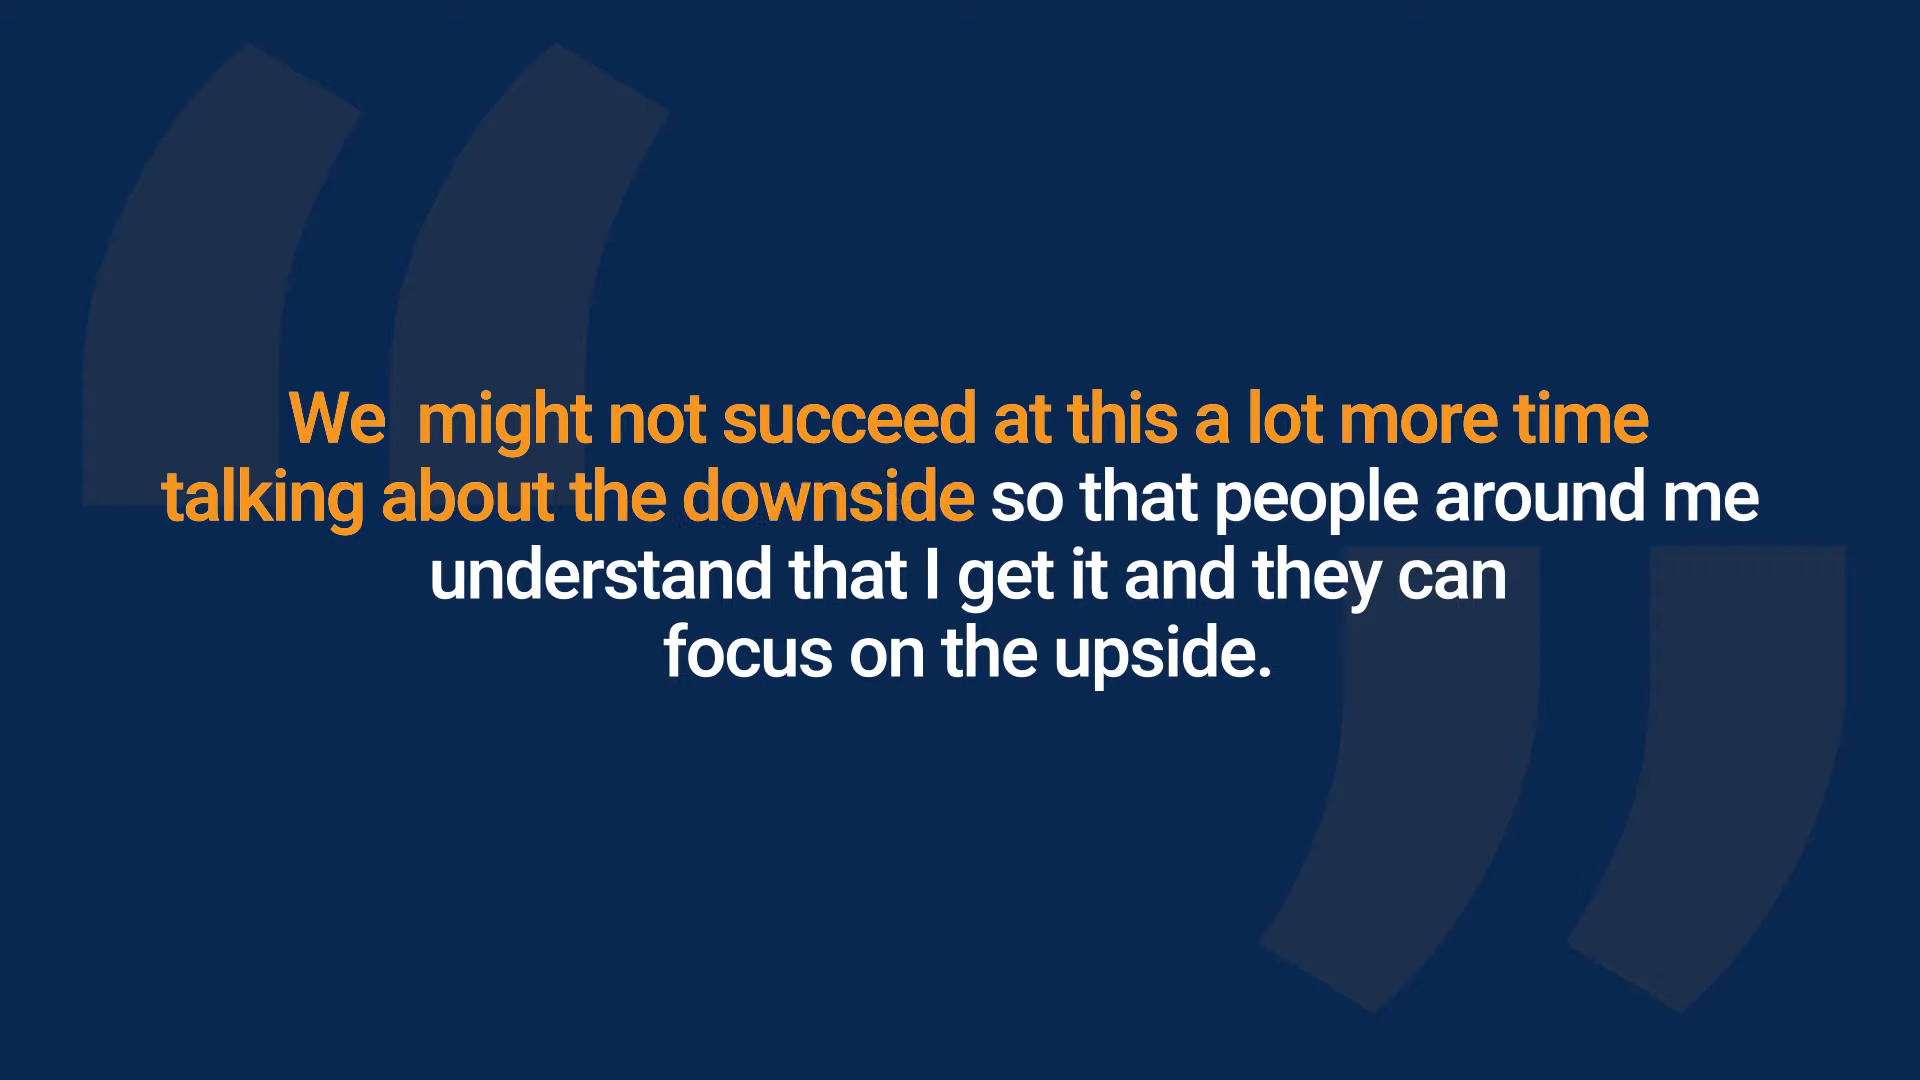 We  might not succeed at this a lot more time
talking about the downside so that people around me
understand that I get it and they can
focus on the upside.